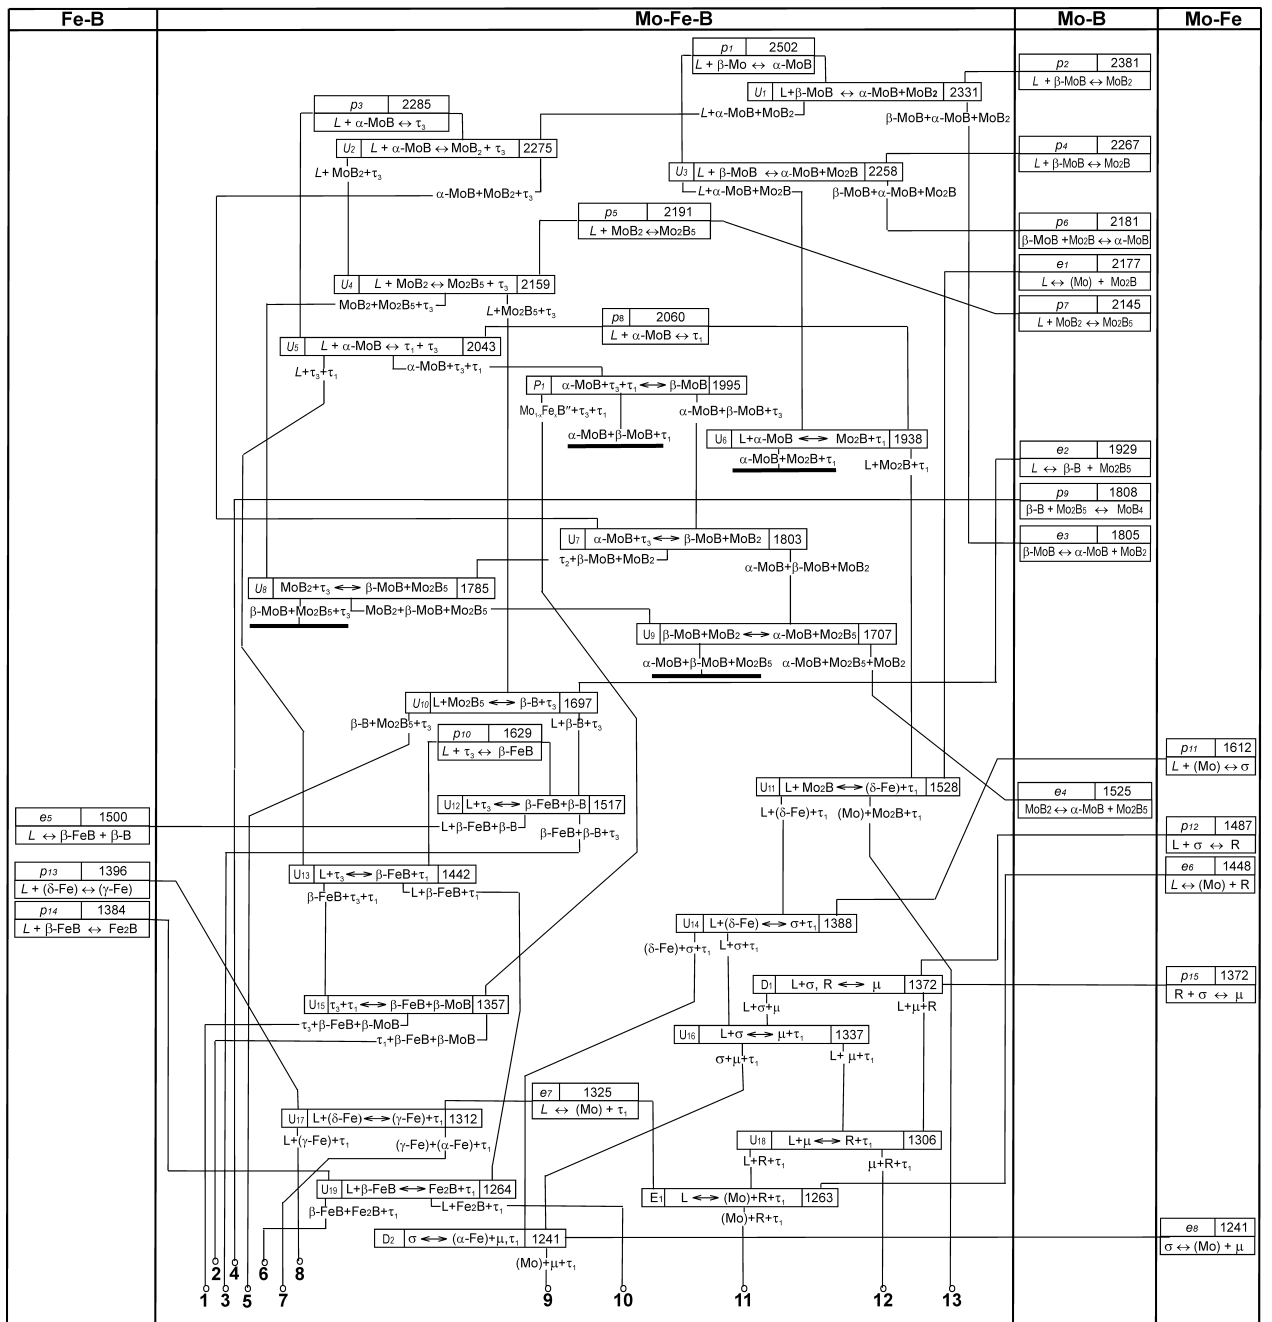 Fe-B
Mo-Fe-B
Mo-B
Mo-Fe
p1 2502
L + β-Mo ↔ α-MoB
p2 2381
L + β-MoB ↔ MoB2
U1 L+β-MoB ↔ α-MoB+MoB2 2331
p3 2285
L + α-MoB ↔ τ3
L+α-MoB+MoB2
β-MoB+α-MoB+MoB2
U2 L + α-MoB ↔ MoB2 + τ3 2275
p4 2267
L + β-MoB ↔ Mo2B
L+ MoB2+τ3
U3 L + β-MoB ↔ α-MoB+Mo2B 2258
α-MoB+MoB2+τ3
L+α-MoB+Mo2B
β-MoB+α-MoB+Mo2B
p5 2191
L + MoB2 ↔ Mo2B5
p6 2181
β-MoB +Mo2B ↔ α-MoB
e1 2177
L ↔ (Mo) + Mo2B
U4 L + MoB2 ↔ Mo2B5 + τ3 2159
p7 2145
L + MoB2 ↔ Mo2B5
MoB2+Mo2B5+τ3
L+Mo2B5+τ3
p8 2060
L + α-MoB ↔ τ1
U5 L + α-MoB ↔ τ1 + τ3 2043
L+τ3+τ1
α-MoB+τ3+τ1
P1 α-MoB+τ3+τ1 ↔ β-MoB 1995
Mo1-xFexB″+τ3+τ1
α-MoB+β-MoB+τ3
α-MoB+β-MoB+τ1
U6 L+α-MoB ↔ Mo2B+τ1 1938
α-MoB+Mo2B+τ1
L+Mo2B+τ1
e2 1929
L ↔ β-B + Mo2B5
p9 1808
β-B + Mo2B5 ↔ MoB4
e3 1805
β-MoB ↔ α-MoB + MoB2
U7 α-MoB+τ3 ↔ β-MoB+MoB2 1803
τ2+β-MoB+MoB2
α-MoB+β-MoB+MoB2
U8 MoB2+τ3 ↔ β-MoB+Mo2B5 1785
β-MoB+Mo2B5+τ3
MoB2+β-MoB+Mo2B5
U9 β-MoB+MoB2 ↔ α-MoB+Mo2B5 1707
α-MoB+β-MoB+Mo2B5
α-MoB+Mo2B5+MoB2
U10 L+Mo2B5 ↔ β-B+τ3 1697
β-B+Mo2B5+τ3
L+β-B+τ3
p10 1629
L + τ3 ↔ β-FeB
p11 1612
L + (Mo) ↔ σ
U11 L+ Mo2B ↔ (δ-Fe)+τ1 1528
e4 1525
MoB2 ↔ α-MoB + Mo2B5
U12 L+τ3 ↔ β-FeB+β-B 1517
L+(δ-Fe)+τ1
(Mo)+Mo2B+τ1
e5 1500
L ↔ β-FeB + β-B
L+β-FeB+β-B
β-FeB+β-B+τ3
p12 1487
L + σ ↔ R
p13 1396
L + (δ-Fe) ↔ (γ-Fe)
U13 L+τ3 ↔ β-FeB+τ1 1442
e6 1448
L ↔ (Mo) + R
β-FeB+τ3+τ1
L+β-FeB+τ1
p14 1384
L + β-FeB ↔ Fe2B
U14 L+(δ-Fe) ↔ σ+τ1 1388
(δ-Fe)+σ+τ1
L+σ+τ1
p15 1372
R + σ ↔ μ
D1 L+σ, R ↔ μ 1372
U15 τ3+τ1 ↔ β-FeB+β-MoB 1357
L+σ+μ
L+μ+R
τ3+β-FeB+β-MoB
τ1+β-FeB+β-MoB
U16 L+σ ↔ μ+τ1 1337
σ+μ+τ1
L+ μ+τ1
e7 1325
L ↔ (Mo) + τ1
U17 L+(δ-Fe) ↔ (γ-Fe)+τ1 1312
L+(γ-Fe)+τ1
(γ-Fe)+(α-Fe)+τ1
U18 L+μ ↔ R+τ1 1306
L+R+τ1
μ+R+τ1
U19 L+β-FeB ↔ Fe2B+τ1 1264
E1 L ↔ (Mo)+R+τ1 1263
β-FeB+Fe2B+τ1
L+Fe2B+τ1
(Mo)+R+τ1
D2 σ ↔ (α-Fe)+μ,τ1 1241
e8 1241
σ ↔ (Mo) + μ
(Mo)+μ+τ1
2 4 6 8
1 3 5 7 9 10 11 12 13